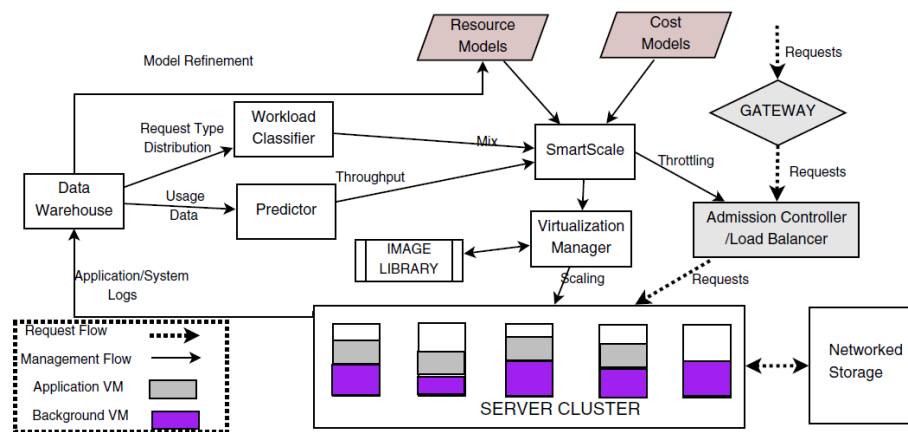 Resource
Models
Cost
Models
Requests
Model Refinement
GATEWAY
Workload
Classifier
Request Type
Distribution
Mix
SmartScale
Throttling
Requests
Throughput
Data
Warehouse
Usage
Data
Predictor
Virtualization
Manager
Admission Controller
/Load Balancer
IMAGE
LIBRARY
Application/System
Logs
Scaling
Requests
Request Flow
Management Flow
Application VM
Background VM
SERVER CLUSTER
Networked
Storage